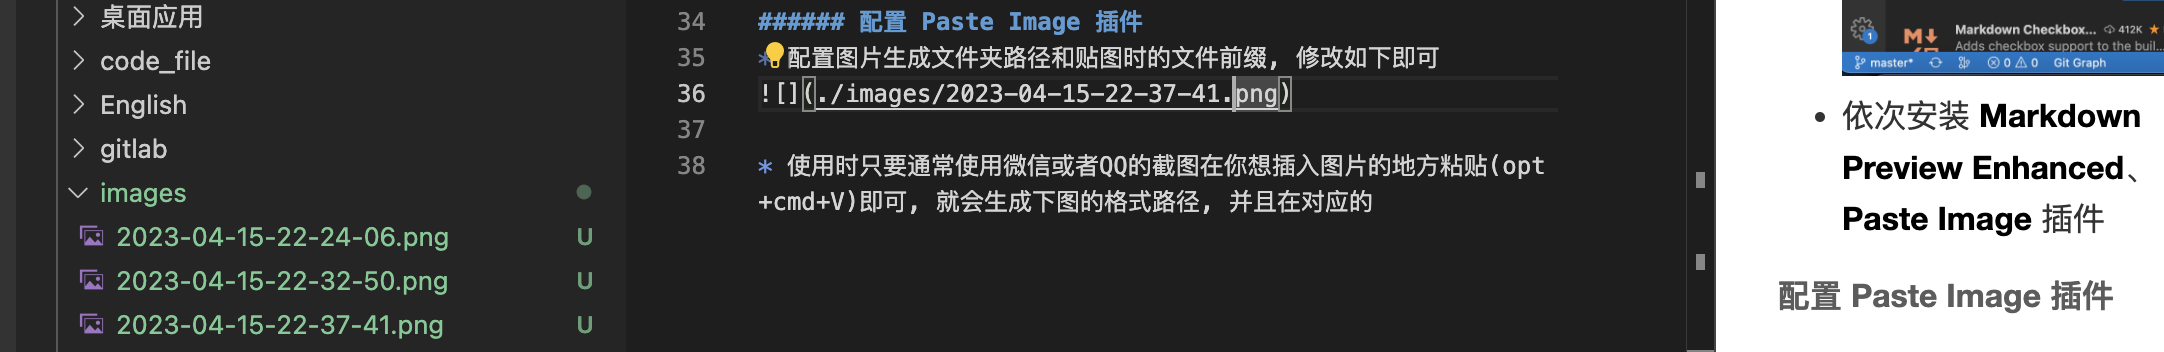 桌面应用
code_file
English
gitlab
images
2023-04-15-22-24-06.png U
2023-04-15-22-32-50.png U
2023-04-15-22-37-41.png U
34 ###### 配置 Paste Image 插件
35 * 配置图片生成文件夹路径和贴图时的文件前缀, 修改如下即可
36 ![](./images/2023-04-15-22-37-41.png)
37
38 * 使用时只要通常使用微信或者QQ的截图在你想插入图片的地方粘贴(opt
+cmd+V)即可, 就会生成下图的格式路径, 并且在对应的
1
Markdown Checkbox... 412K
Adds checkbox support to the buil...
master* 0 0 Git Graph
• 依次安装 Markdown
Preview Enhanced、
Paste Image 插件
配置 Paste Image 插件